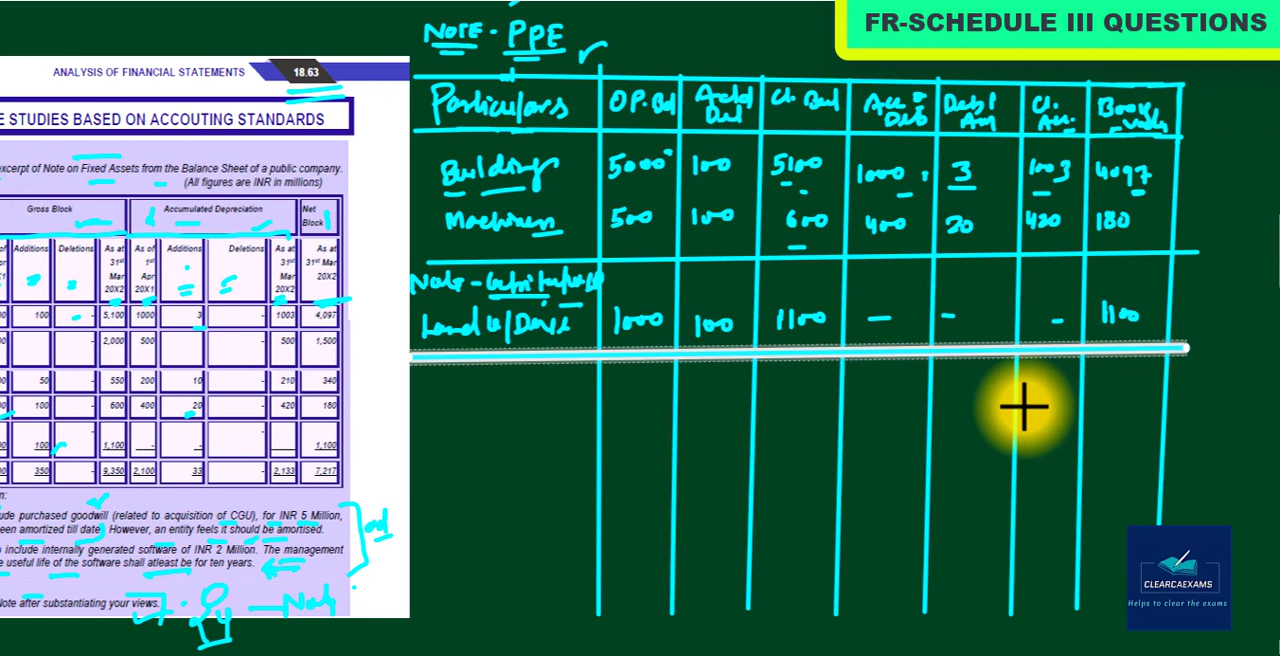 FR-SCHEDULE III QUESTIONS
NOTE - PPE
ANALYSIS OF FINANCIAL STATEMENTS 18.63
E STUDIES BASED ON ACCOUTING STANDARDS
excerpt of Note on Fixed Assets from the Balance Sheet of a public company.
(All figures are INR in millions)
Gross Block Accumulated Depreciation Net Block
Additions Deletions As at 31st Mar 20X2 As of 1st Apr 20X1 Additions Deletions As at 31st Mar 20X2 As at 31st Mar 20X2
100 - 5,100 1000 3 - 1003 4,097
2,000 500 - 500 1,500
50 - 550 200 10 - 210 340
100 - 600 400 20 - 420 180
100 1,100 - - - 1,100
350 - 9,350 2,100 33 - 2,133 7,217
n:
ude purchased goodwill (related to acquisition of CGU), for INR 5 Million,
een amortized till date. However, an entity feels it should be amortised.
o include internally generated software of INR 2 Million. The management
e useful life of the software shall atleast be for ten years.
Note after substantiating your views.
Particulars OP. Bal Cl. Bal Book
Buildings 5000 100 5100 1000 3 1003 4097
500 100 600 400 20 420 180
Note -
Land 1000 100 1100 — - - 1100
CLEARCAEXAMS
Helps to clear the exams